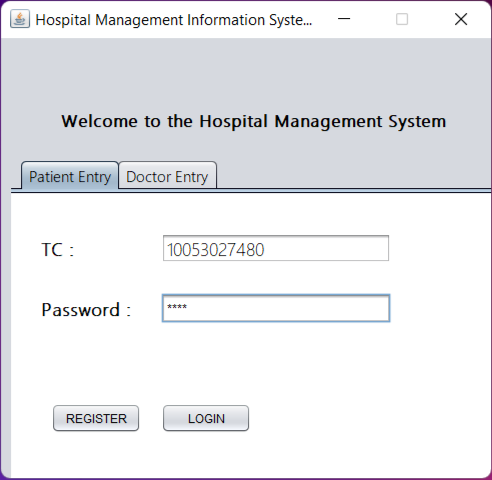 Hospital Management Information Syste...
Welcome to the Hospital Management System
Patient Entry Doctor Entry
TC : 10053027480
Password : ****
REGISTER LOGIN